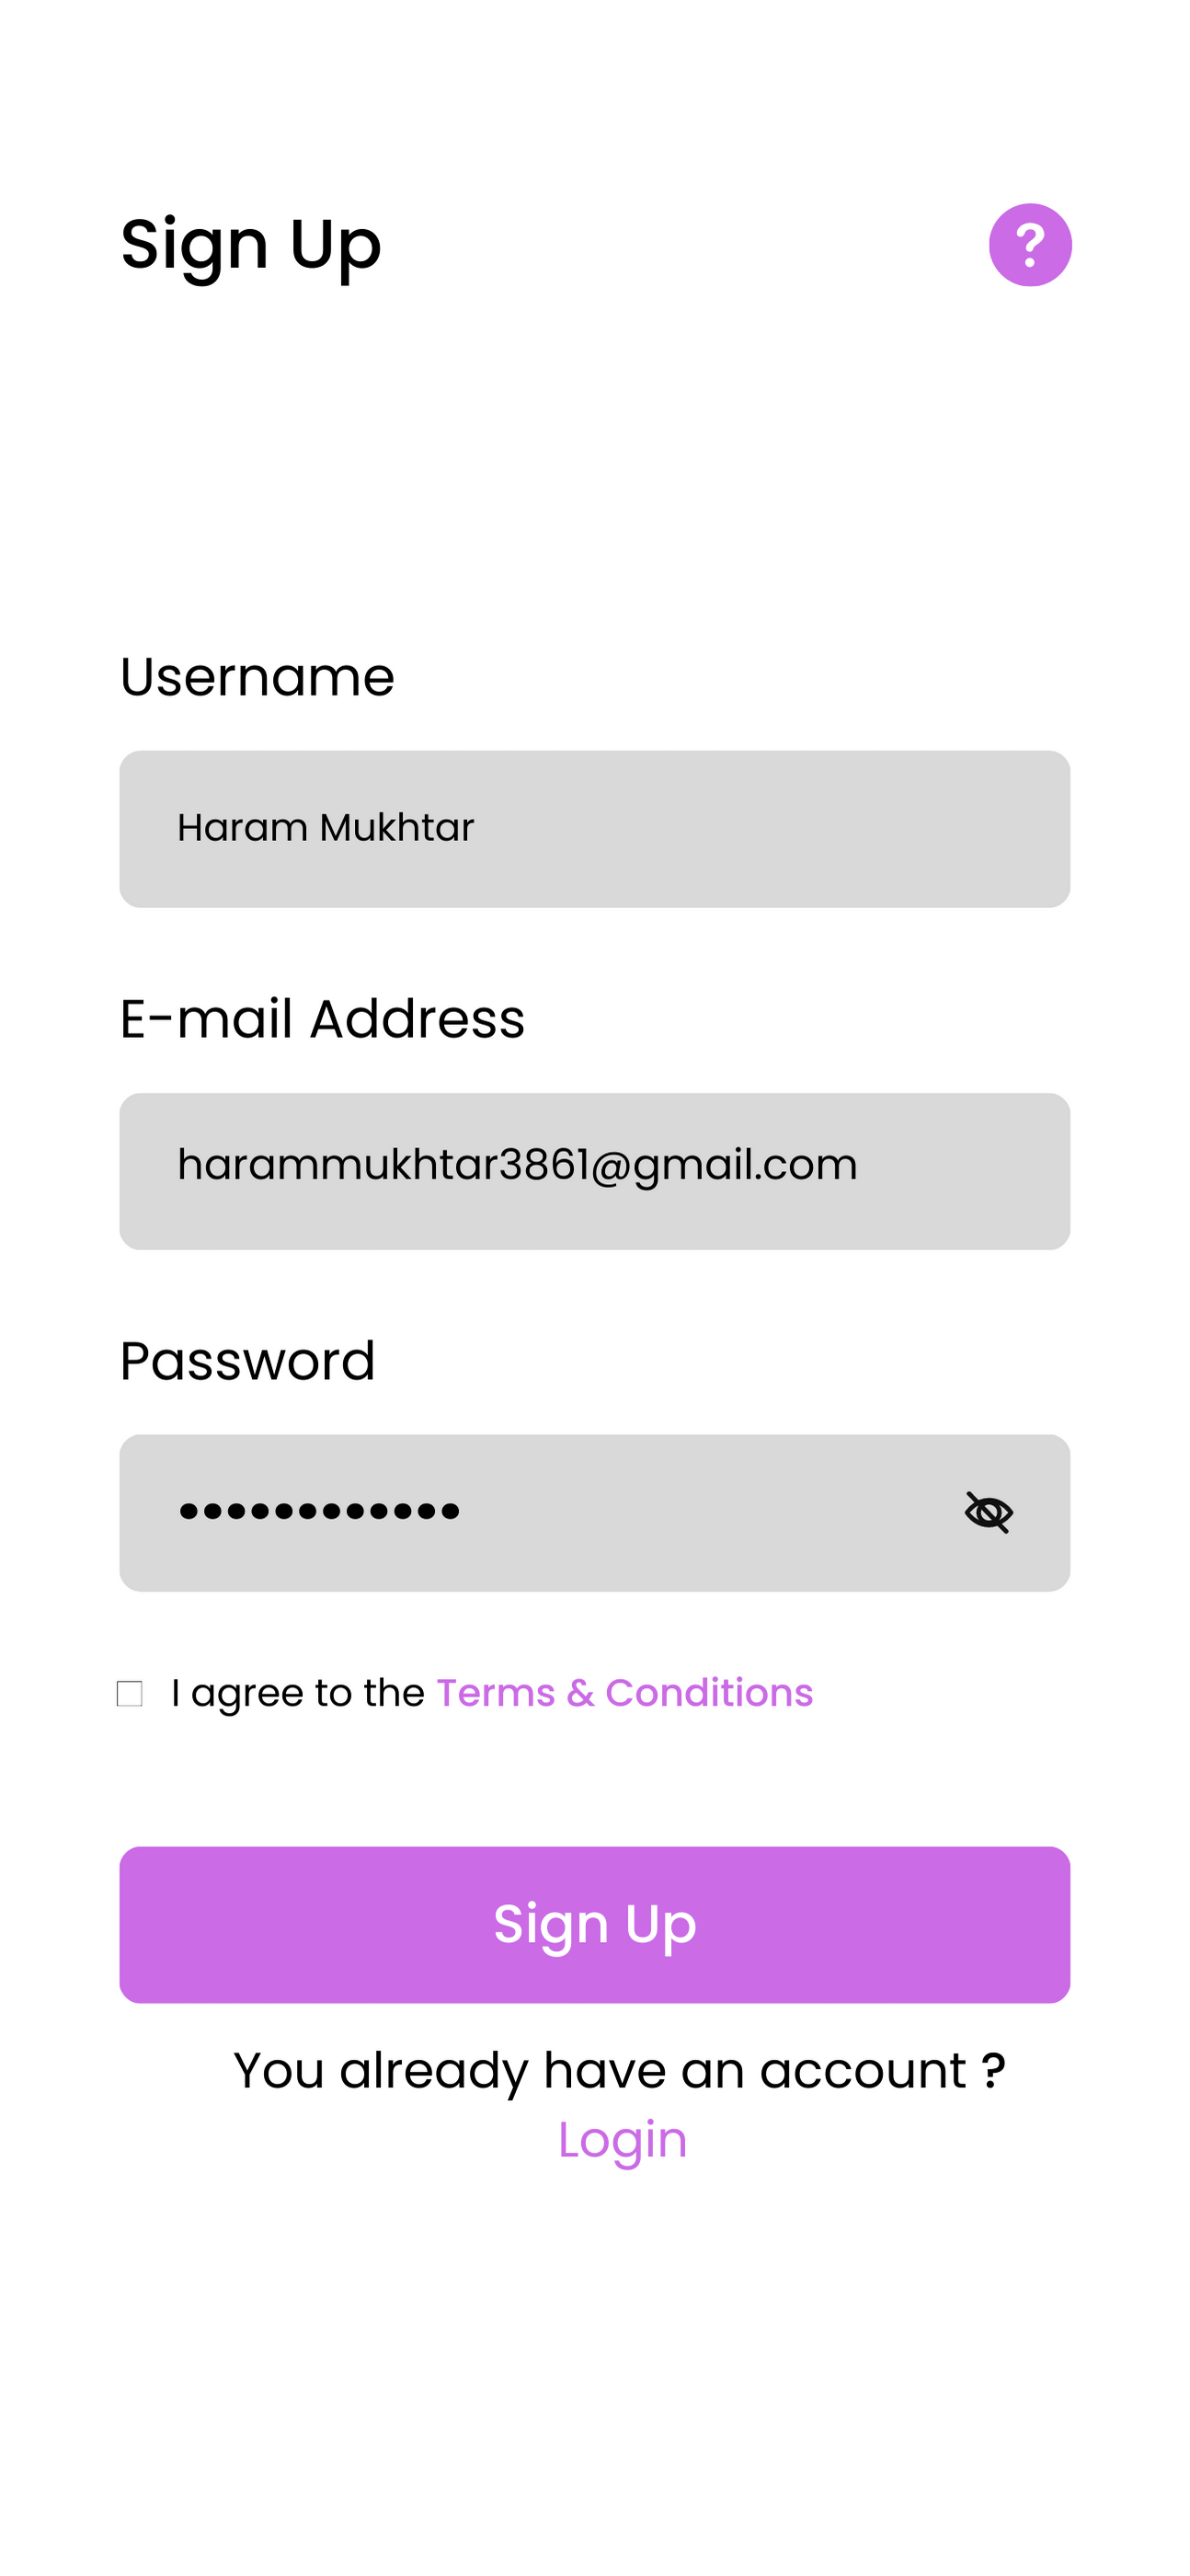 Sign Up
?
Username
Haram Mukhtar
E-mail Address
harammukhtar3861@gmail.com
Password
••••••••••••
I agree to the Terms & Conditions
Sign Up
You already have an account ?
Login